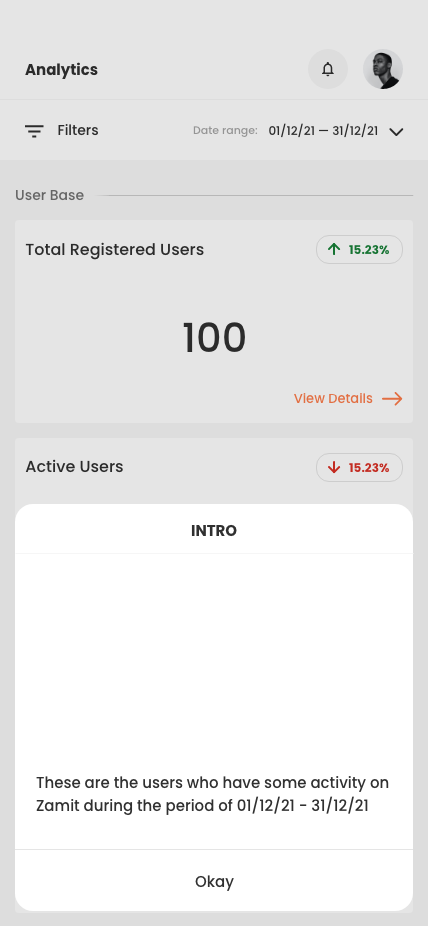 Analytics
Filters
Date range: 01/12/21 — 31/12/21
User Base
Total Registered Users
15.23%
100
View Details
Active Users
15.23%
INTRO
These are the users who have some activity on
Zamit during the period of 01/12/21 - 31/12/21
Okay